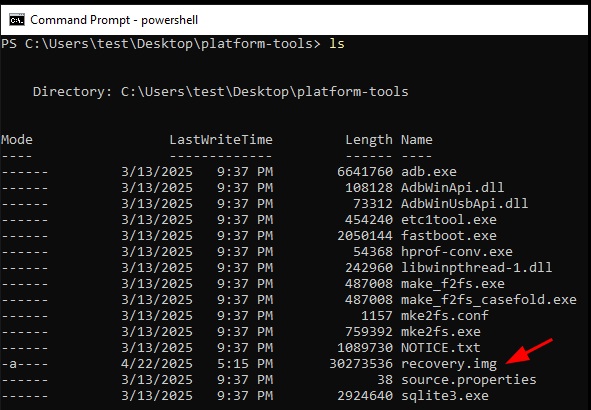 Command Prompt - powershell
PS C:\Users\test\Desktop\platform-tools> ls
Directory: C:\Users\test\Desktop\platform-tools
Mode LastWriteTime Length Name
---- ------------- ------ ----
------ 3/13/2025 9:37 PM 6641760 adb.exe
------ 3/13/2025 9:37 PM 108128 AdbWinApi.dll
------ 3/13/2025 9:37 PM 73312 AdbWinUsbApi.dll
------ 3/13/2025 9:37 PM 454240 etc1tool.exe
------ 3/13/2025 9:37 PM 2050144 fastboot.exe
------ 3/13/2025 9:37 PM 54368 hprof-conv.exe
------ 3/13/2025 9:37 PM 242960 libwinpthread-1.dll
------ 3/13/2025 9:37 PM 487008 make_f2fs.exe
------ 3/13/2025 9:37 PM 487008 make_f2fs_casefold.exe
------ 3/13/2025 9:37 PM 1157 mke2fs.conf
------ 3/13/2025 9:37 PM 759392 mke2fs.exe
------ 3/13/2025 9:37 PM 1089730 NOTICE.txt
-a---- 4/22/2025 5:15 PM 30273536 recovery.img
------ 3/13/2025 9:37 PM 38 source.properties
------ 3/13/2025 9:37 PM 2924640 sqlite3.exe